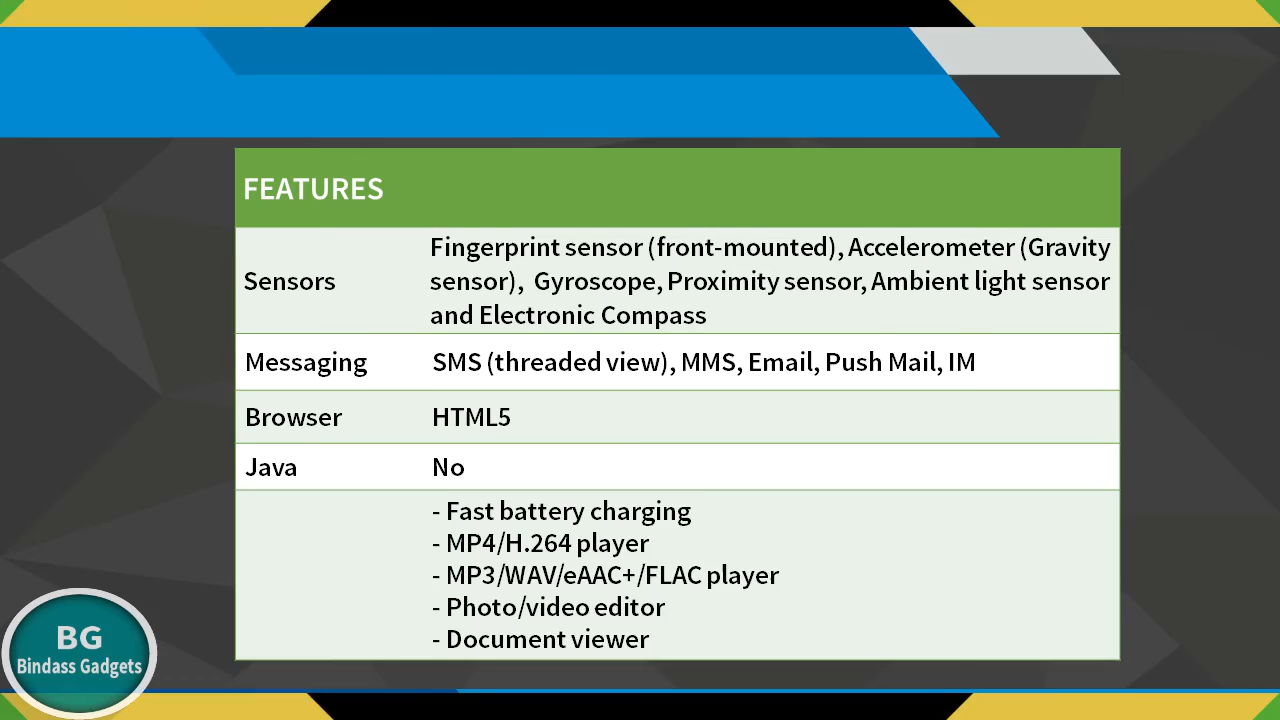 FEATURES
Sensors
Fingerprint sensor (front-mounted), Accelerometer (Gravity
sensor), Gyroscope, Proximity sensor, Ambient light sensor
and Electronic Compass
Messaging
SMS (threaded view), MMS, Email, Push Mail, IM
Browser
HTML5
Java
No
- Fast battery charging
- MP4/H.264 player
- MP3/WAV/eAAC+/FLAC player
- Photo/video editor
- Document viewer
BG
Bindass Gadgets